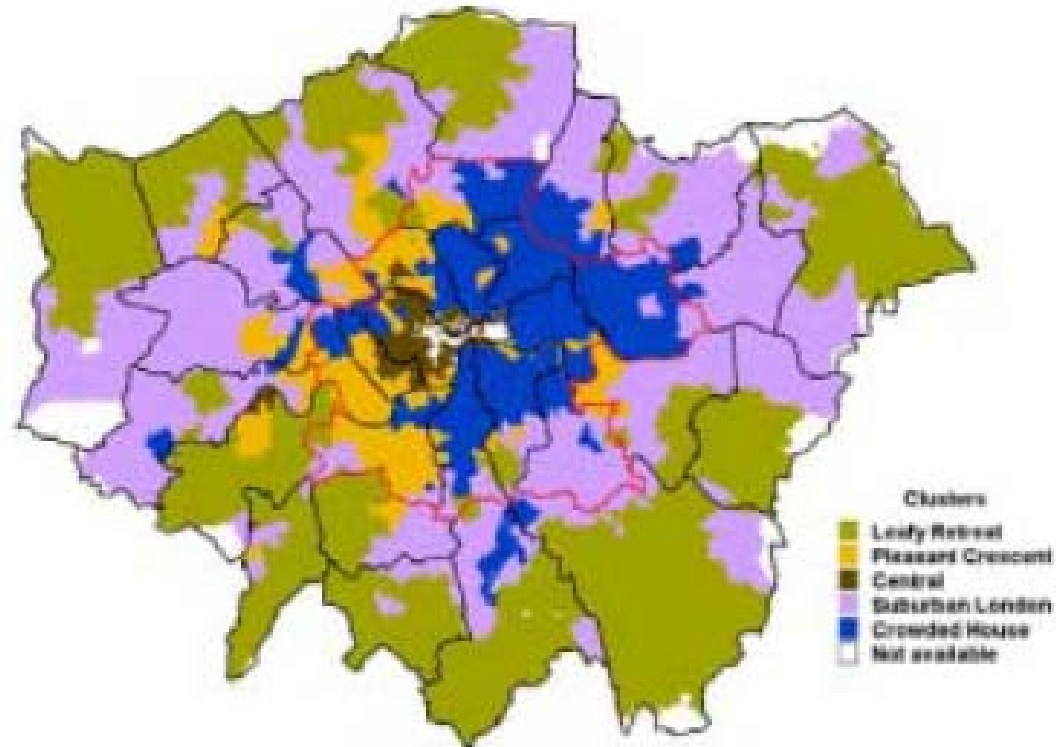 Clusters
Leafy Retreat
Pleasant Crescent
Central
Suburban London
Crowded House
Not available